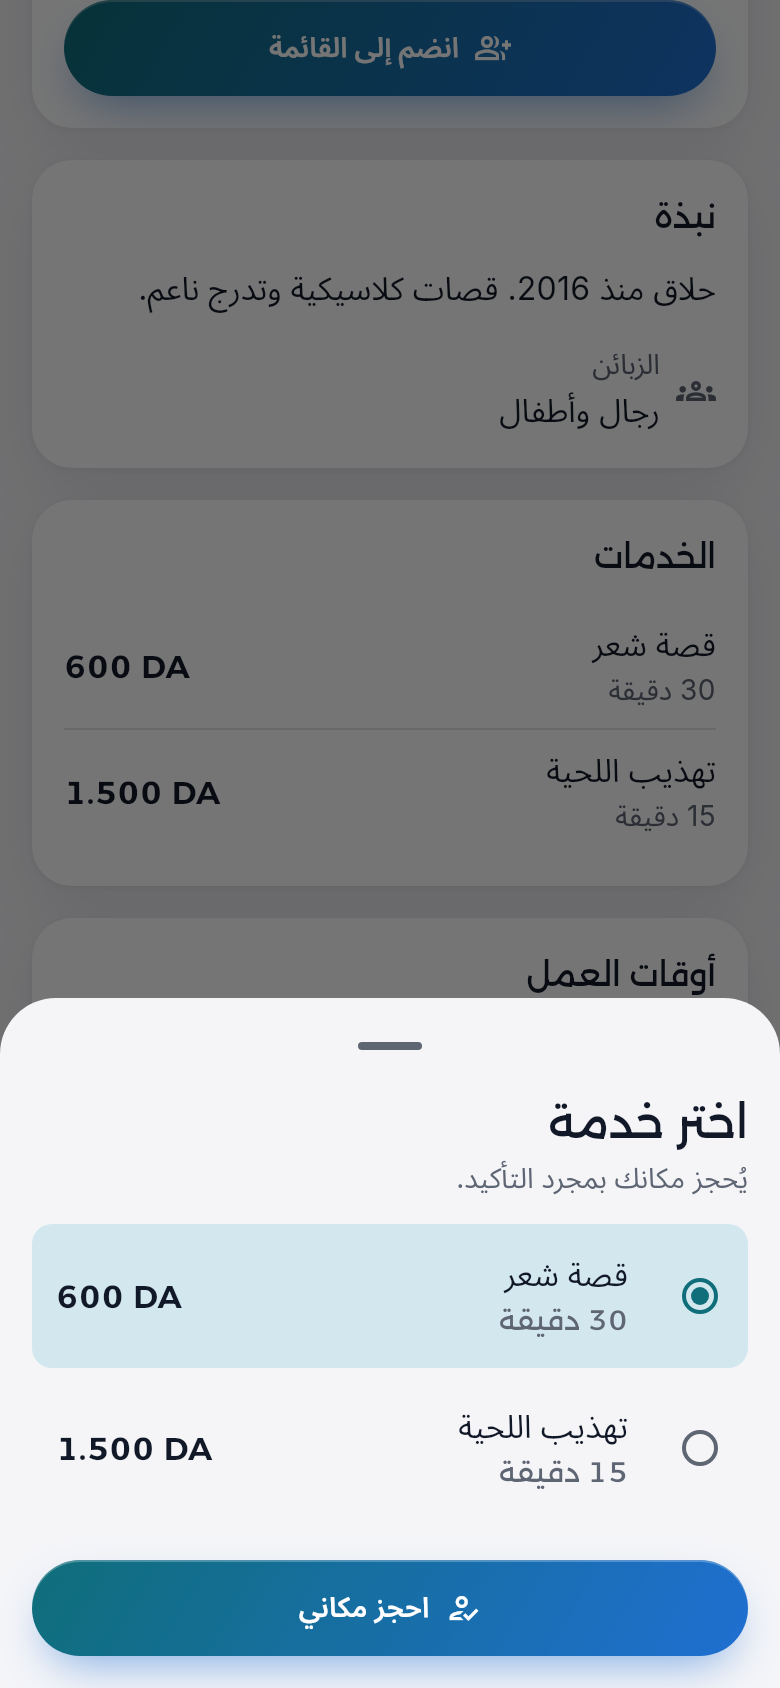 انضم إلى القائمة
نبذة
حلاق منذ 2016. قصات كلاسيكية وتدرج ناعم.
الزبائن
رجال وأطفال
الخدمات
قصة شعر
600 DA
30 دقيقة
تهذيب اللحية
1.500 DA
15 دقيقة
أوقات العمل
اختر خدمة
يُحجز مكانك بمجرد التأكيد.
قصة شعر
600 DA
30 دقيقة
تهذيب اللحية
1.500 DA
15 دقيقة
احجز مكاني